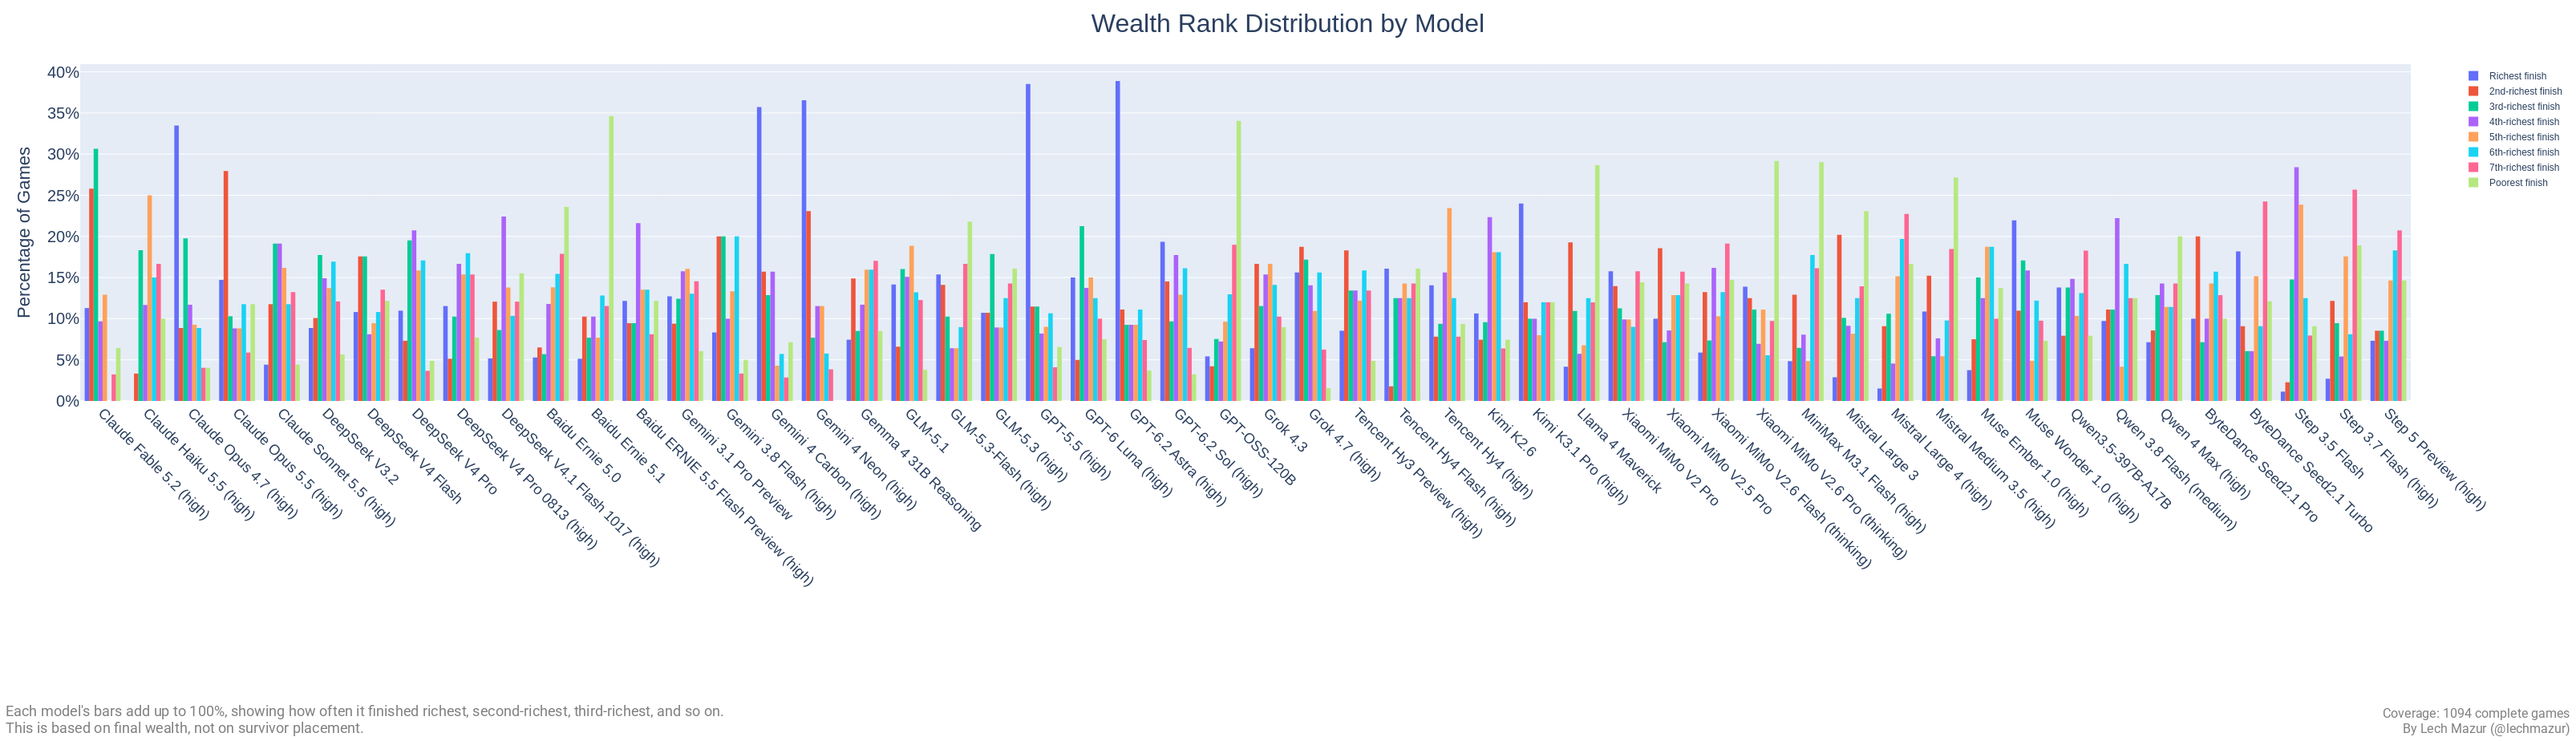 Wealth Rank Distribution by Model
40%
35%
30%
25%
20%
15%
10%
5%
0%
Percentage of Games
Richest finish
2nd-richest finish
3rd-richest finish
4th-richest finish
5th-richest finish
6th-richest finish
7th-richest finish
Poorest finish
Claude Fable 5.2 (high)
Claude Haiku 5.5 (high)
Claude Opus 4.7 (high)
Claude Opus 5.5 (high)
Claude Sonnet 5.5 (high)
DeepSeek V3.2
DeepSeek V4 Flash
DeepSeek V4 Pro
DeepSeek V4 Pro 0813 (high)
DeepSeek V4.1 Flash 1017 (high)
Baidu Ernie 5.0
Baidu Ernie 5.1
Baidu ERNIE 5.5 Flash Preview (high)
Gemini 3.1 Pro Preview
Gemini 3.8 Flash (high)
Gemini 4 Carbon (high)
Gemini 4 Neon (high)
Gemma 4 31B Reasoning
GLM-5.1
GLM-5.3-Flash (high)
GLM-5.3 (high)
GPT-5.5 (high)
GPT-6 Luna (high)
GPT-6.2 Astra (high)
GPT-6.2 Sol (high)
GPT-OSS-120B
Grok 4.3
Grok 4.7 (high)
Tencent Hy3 Preview (high)
Tencent Hy4 Flash (high)
Tencent Hy4 (high)
Kimi K2.6
Kimi K3.1 Pro (high)
Llama 4 Maverick
Xiaomi MiMo V2 Pro
Xiaomi MiMo V2.5 Pro
Xiaomi MiMo V2.6 Flash (thinking)
Xiaomi MiMo V2.6 Pro (thinking)
MiniMax M3.1 Flash (high)
Mistral Large 3
Mistral Large 4 (high)
Mistral Medium 3.5 (high)
Muse Ember 1.0 (high)
Muse Wonder 1.0 (high)
Qwen3.5-397B-A17B
Qwen 3.8 Flash (medium)
Qwen 4 Max (high)
ByteDance Seed2.1 Pro
ByteDance Seed2.1 Turbo
Step 3.5 Flash
Step 3.7 Flash (high)
Step 5 Preview (high)
Each model's bars add up to 100%, showing how often it finished richest, second-richest, third-richest, and so on.
This is based on final wealth, not on survivor placement.
Coverage: 1094 complete games
By Lech Mazur (@lechmazur)